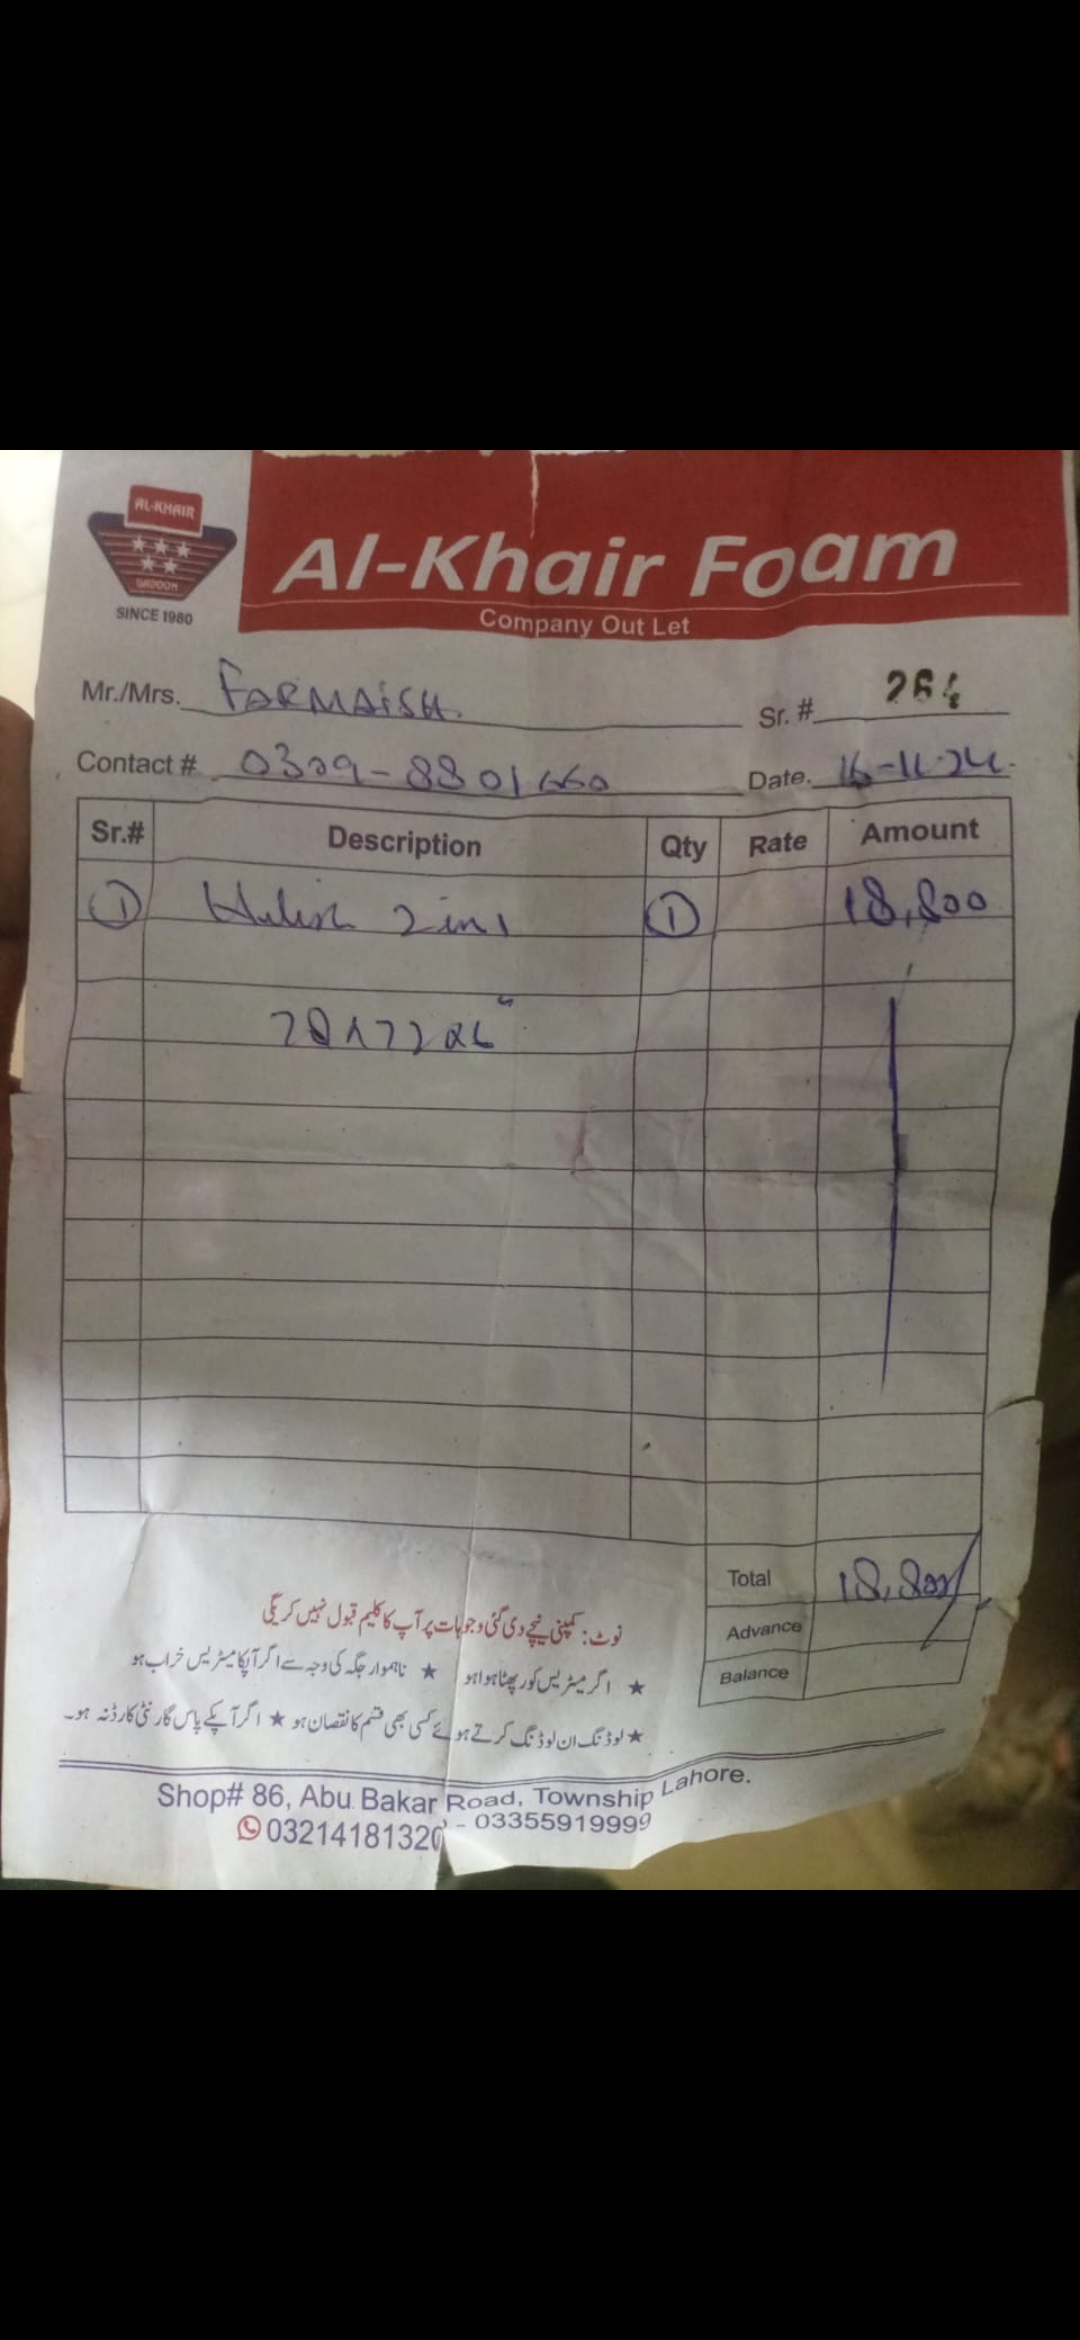 AL-KHAIR
GADOON
SINCE 1980
Al-Khair Foam
Company Out Let
Mr./Mrs. FARMAISH.
Sr. # 264
Contact # 0309-8801660
Date. 16-11-24.
Sr.# Description Qty Rate Amount
1 2 in 1 1 18,800
78x72x6"
Total 18,800/
Advance
Balance
نوٹ: کمپنی نیچے دی گئی وجوہات پر آپ کا کلیم قبول نہیں کریگی
★ اگر میٹریس کور پھٹا ہوا ہو ★ ناہموار جگہ کی وجہ سے اگر آپکا میٹریس خراب ہو
★ لوڈنگ ان لوڈنگ کرتے ہوئے کسی بھی قسم کا نقصان ہو ★ اگر آپکے پاس گارنٹی کارڈ نہ ہو۔
Shop# 86, Abu Bakar Road, Township Lahore.
03214181320 - 03355919999